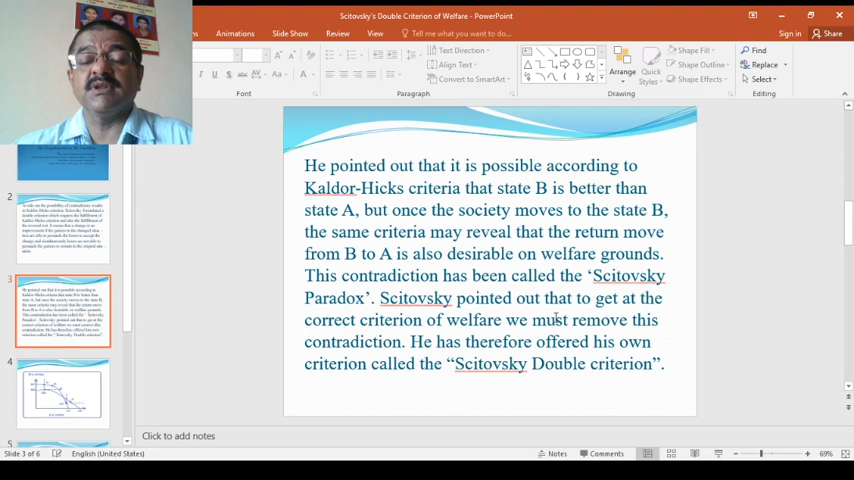 Scitovsky's Double Criterion of Welfare - PowerPoint
Animations Slide Show Review View Tell me what you want to do... Sign in Share
Text Direction
Align Text
Convert to SmartArt
Arrange
Quick
Styles
Shape Fill
Shape Outline
Shape Effects
Find
Replace
Select
Font Paragraph Drawing Editing
He pointed out that it is possible according to
Kaldor-Hicks criteria that state B is better than
state A, but once the society moves to the state B,
the same criteria may reveal that the return move
from B to A is also desirable on welfare grounds.
This contradiction has been called the ‘Scitovsky
Paradox’. Scitovsky pointed out that to get at the
correct criterion of welfare we must remove this
contradiction. He has therefore offered his own
criterion called the “Scitovsky Double criterion”.
2
3
4
5
Click to add notes
Slide 3 of 6 English (United States) Notes Comments 69%